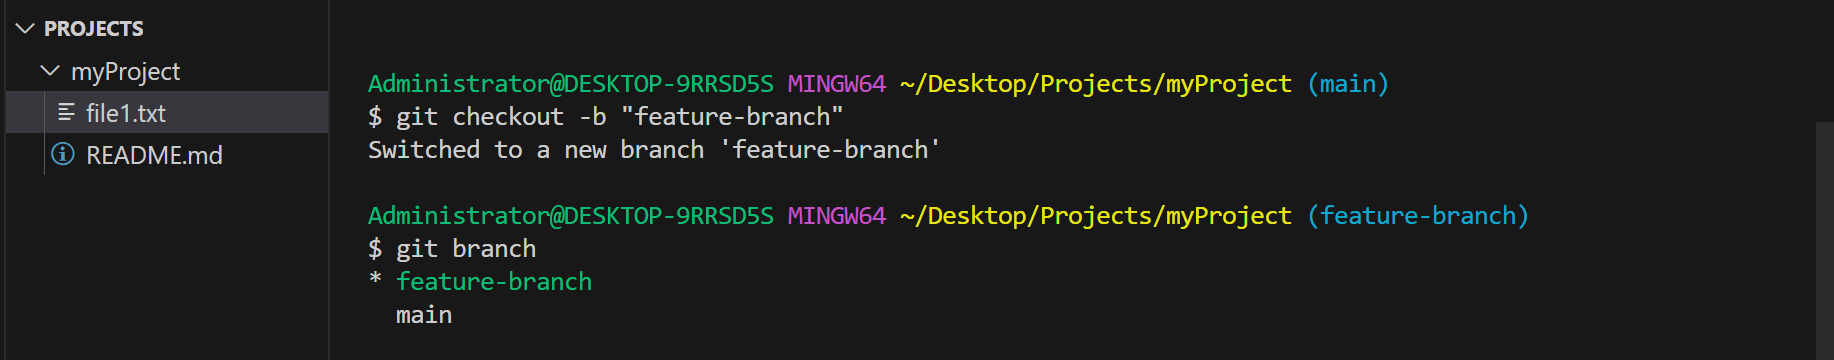 PROJECTS
myProject
file1.txt
README.md
Administrator@DESKTOP-9RRSD5S MINGW64 ~/Desktop/Projects/myProject (main)
$ git checkout -b "feature-branch"
Switched to a new branch 'feature-branch'
Administrator@DESKTOP-9RRSD5S MINGW64 ~/Desktop/Projects/myProject (feature-branch)
$ git branch
* feature-branch
main